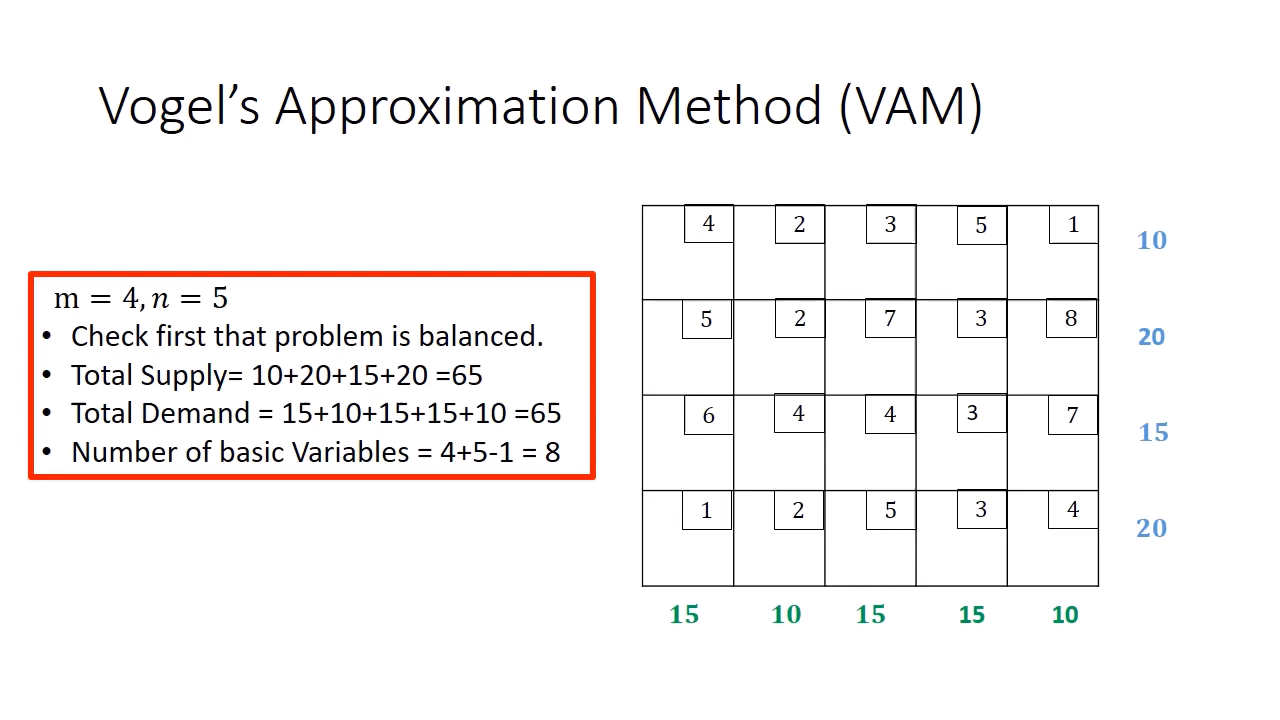 Vogel’s Approximation Method (VAM)
m = 4, n = 5
• Check first that problem is balanced.
• Total Supply= 10+20+15+20 =65
• Total Demand = 15+10+15+15+10 =65
• Number of basic Variables = 4+5-1 = 8
4 2 3 5 1 10
5 2 7 3 8 20
6 4 4 3 7 15
1 2 5 3 4 20
15 10 15 15 10